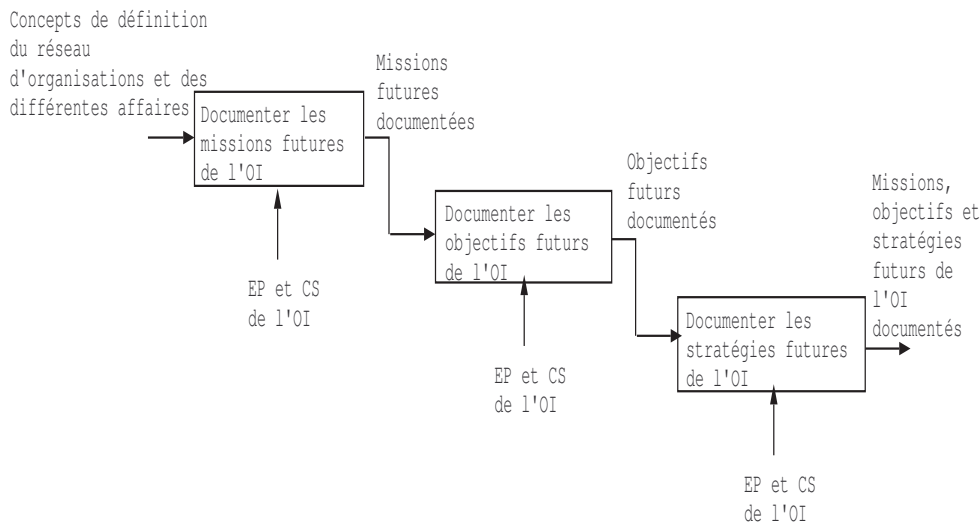 Concepts de définition
du réseau
d'organisations et des
différentes affaires
Documenter les
missions futures
de l'OI
EP et CS
de l'OI
Missions
futures
documentées
Documenter les
objectifs futurs
de l'OI
EP et CS
de l'OI
Objectifs
futurs
documentés
Documenter les
stratégies futures
de l'OI
EP et CS
de l'OI
Missions,
objectifs et
stratégies
futurs de
l'OI
documentés